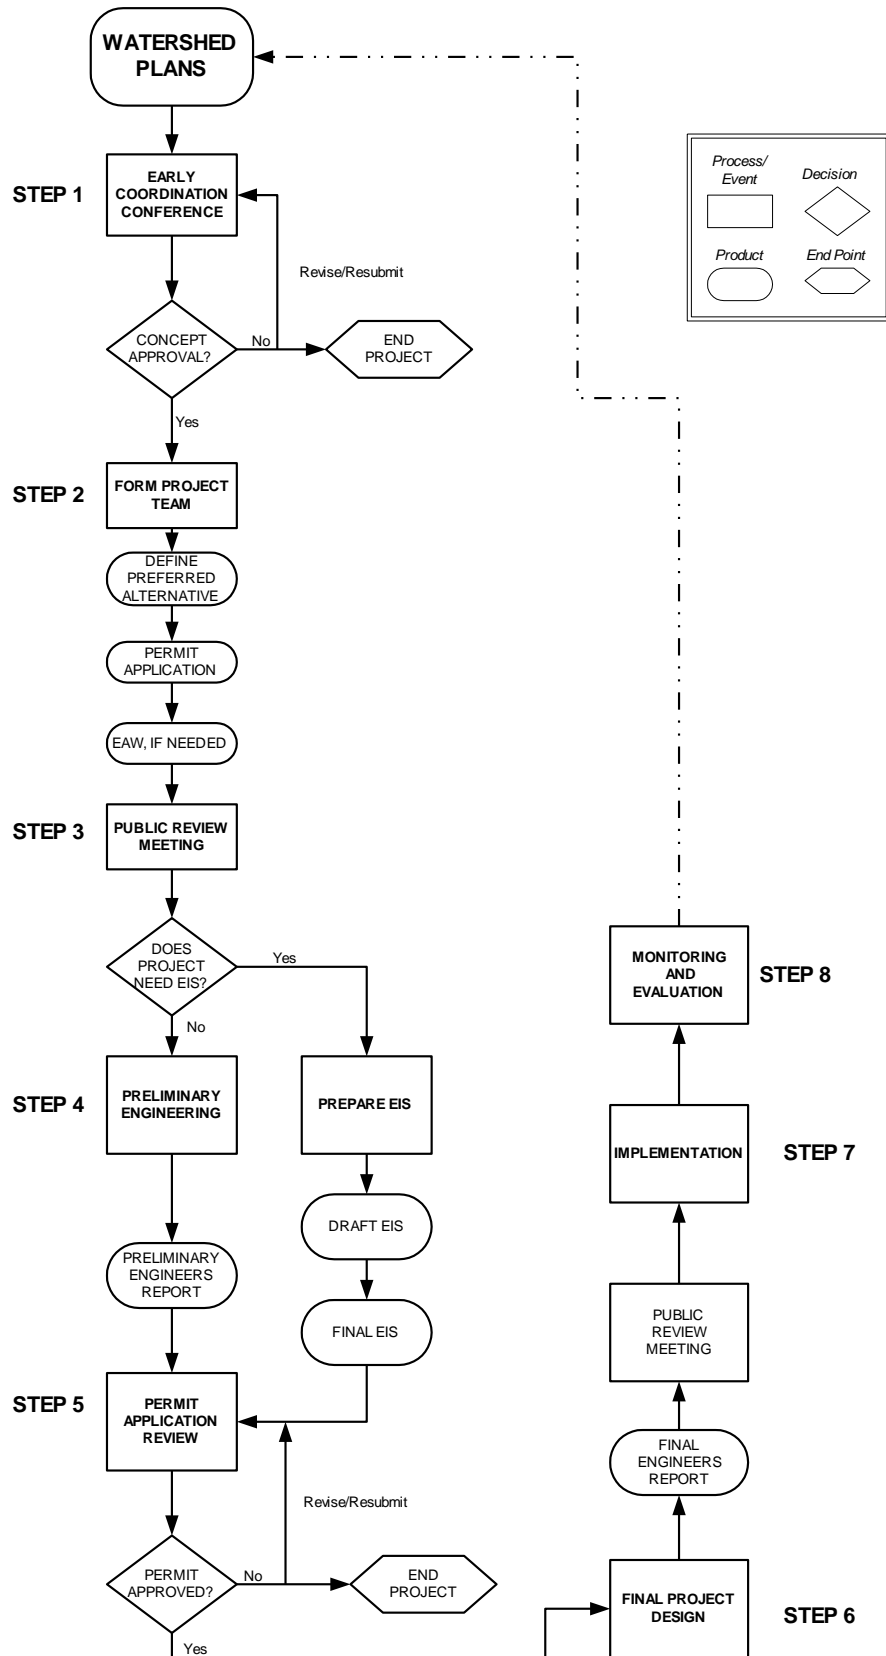 WATERSHED
PLANS
STEP 1
EARLY
COORDINATION
CONFERENCE
Revise/Resubmit
CONCEPT
APPROVAL?
No
END
PROJECT
Yes
STEP 2
FORM PROJECT
TEAM
DEFINE
PREFERRED
ALTERNATIVE
PERMIT
APPLICATION
EAW, IF NEEDED
STEP 3
PUBLIC REVIEW
MEETING
DOES
PROJECT
NEED EIS?
Yes
No
STEP 4
PRELIMINARY
ENGINEERING
PREPARE EIS
DRAFT EIS
PRELIMINARY
ENGINEERS
REPORT
FINAL EIS
STEP 5
PERMIT
APPLICATION
REVIEW
Revise/Resubmit
PERMIT
APPROVED?
No
END
PROJECT
Yes
Process/
Event
Decision
Product
End Point
MONITORING
AND
EVALUATION
STEP 8
IMPLEMENTATION
STEP 7
PUBLIC
REVIEW
MEETING
FINAL
ENGINEERS
REPORT
FINAL PROJECT
DESIGN
STEP 6